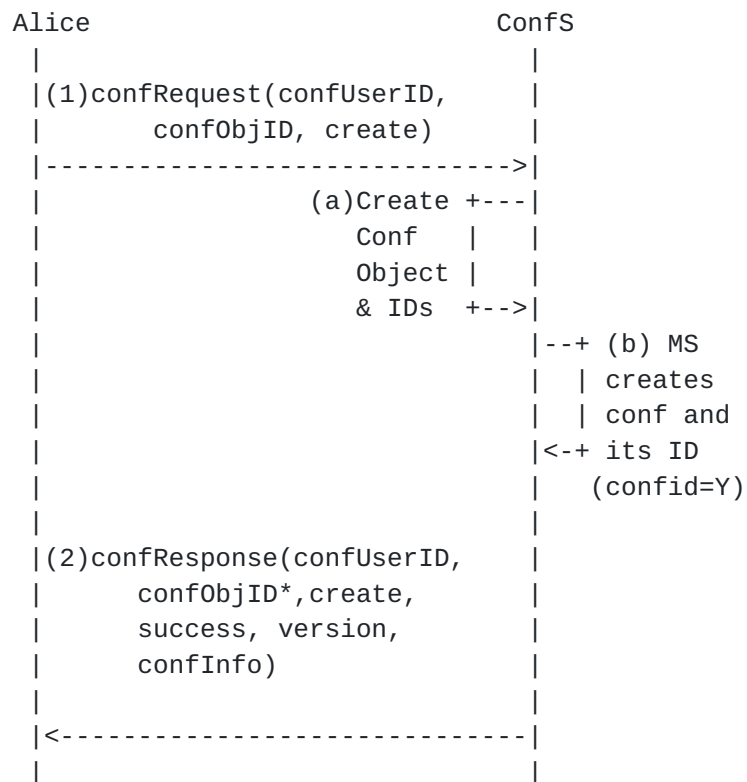 Alice                          ConfS
  |                               |
  |(1)confRequest(confUserID,     |
  |       confObjID, create)      |
  |------------------------------>|
  |                 (a)Create +---|
  |                    Conf   |   |
  |                    Object |   |
  |                    & IDs  +-->|
  |                               |--+ (b) MS
  |                               |  | creates
  |                               |  | conf and
  |                               |<-+ its ID
  |                               |   (confid=Y)
  |                               |
  |(2)confResponse(confUserID,    |
  |      confObjID*,create,       |
  |      success, version,        |
  |      confInfo)                |
  |                               |
  |<------------------------------|
  |                               |